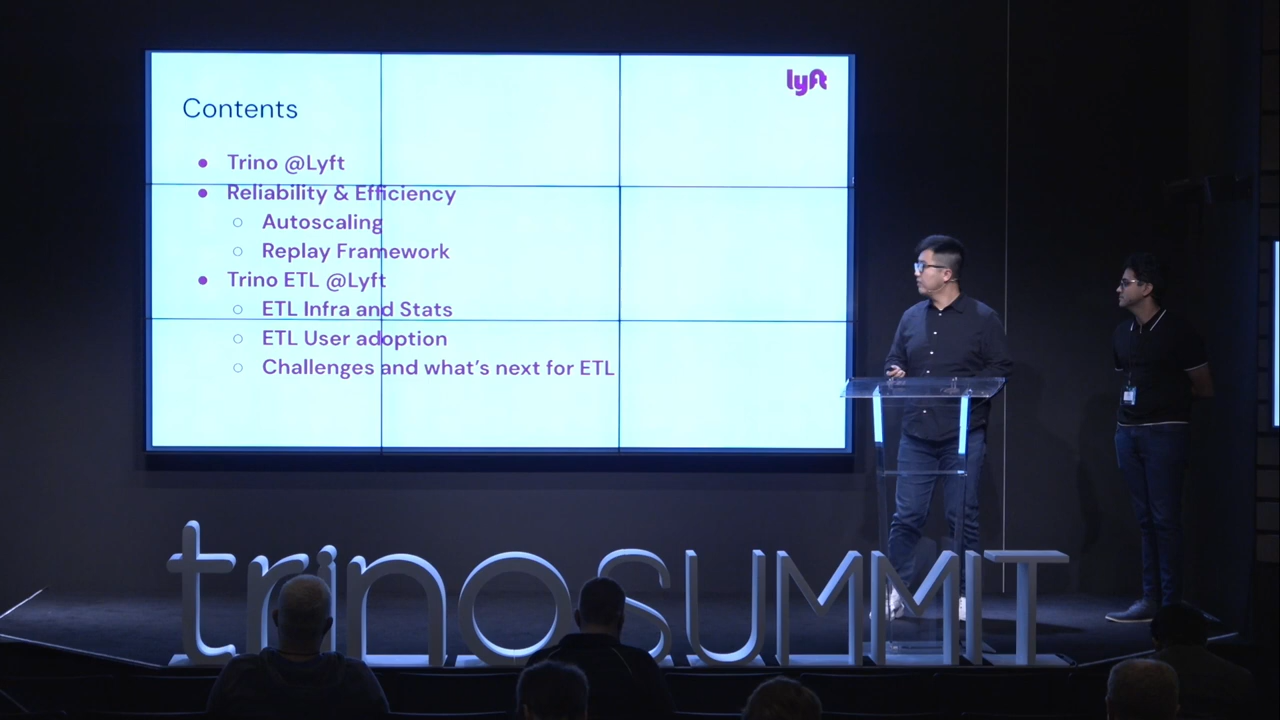 lyft
Contents
● Trino @Lyft
● Reliability & Efficiency
○ Autoscaling
○ Replay Framework
● Trino ETL @Lyft
○ ETL Infra and Stats
○ ETL User adoption
○ Challenges and what's next for ETL
trinoSUMMIT